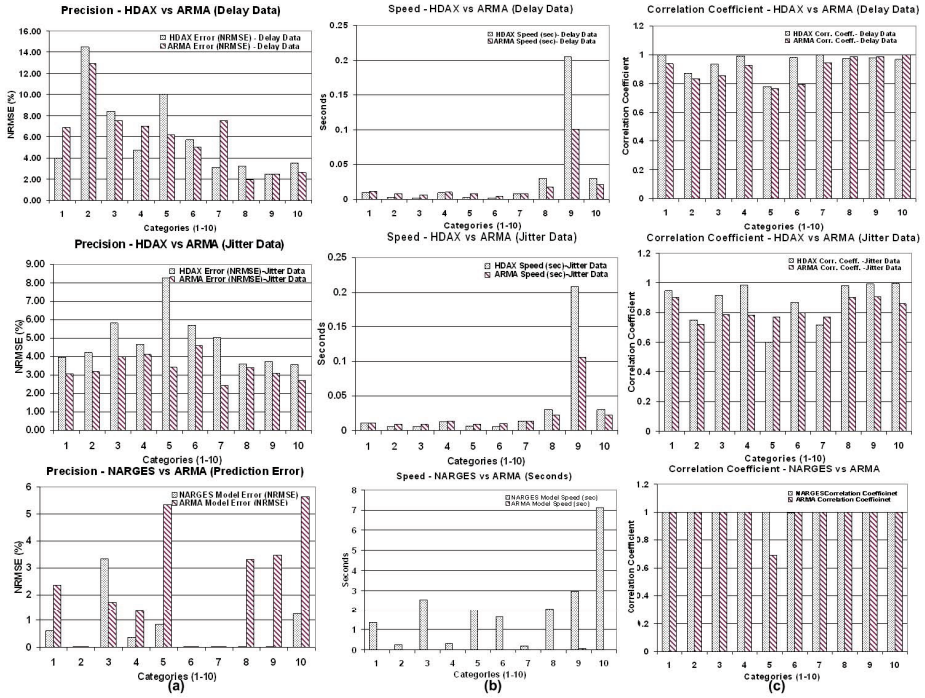 Precision - HDAX vs ARMA (Delay Data)
HDAX Error (NRMSE) - Delay Data
ARMA Error (NRMSE) - Delay Data
NRMSE (%)
16.00
14.00
12.00
10.00
8.00
6.00
4.00
2.00
0.00
1 2 3 4 5 6 7 8 9 10
Categories (1-10)
Speed - HDAX vs ARMA (Delay Data)
HDAX Speed (sec)- Delay Data
ARMA Speed (sec)- Delay Data
Seconds
0.25
0.2
0.15
0.1
0.05
0
1 2 3 4 5 6 7 8 9 10
Categories (1-10)
Correlation Coefficient - HDAX vs ARMA (Delay Data)
HDAX Corr. Coeff.- Delay Data
ARMA Corr. Coeff.- Delay Data
Correlation Coefficient
1.2
1
0.8
0.6
0.4
0.2
0
1 2 3 4 5 6 7 8 9 10
Categories (1-10)
Precision - HDAX vs ARMA (Jitter Data)
HDAX Error (NRMSE)-Jitter Data
ARMA Error (NRMSE)-Jitter Data
NRMSE (%)
9.00
8.00
7.00
6.00
5.00
4.00
3.00
2.00
1.00
0.00
1 2 3 4 5 6 7 8 9 10
Categories (1-10)
Speed - HDAX vs ARMA (Jitter Data)
HDAX Speed (sec)-Jitter Data
ARMA Speed (sec)-Jitter Data
Seconds
0.25
0.2
0.15
0.1
0.05
0
1 2 3 4 5 6 7 8 9 10
Categories (1-10)
Correlation Coefficient - HDAX vs ARMA (Jitter Data)
HDAX Corr. Coeff. -Jitter Data
ARMA Corr. Coeff. -Jitter Data
Correlation Coefficient
1.2
1
0.8
0.6
0.4
0.2
0
1 2 3 4 5 6 7 8 9 10
Categories (1-10)
Precision - NARGES vs ARMA (Prediction Error)
NARGES Model Error (NRMSE)
ARMA Model Error (NRMSE)
NRMSE (%)
6
5
4
3
2
1
0
1 2 3 4 5 6 7 8 9 10
Categories (1-10)
(a)
Speed - NARGES vs ARMA (Seconds)
NARGES Model Speed (sec)
ARMA Model Speed (sec)
Seconds
8
7
6
5
4
3
2
1
0
1 2 3 4 5 6 7 8 9 10
Categories (1-10)
(b)
Correlation Coefficient - NARGES vs ARMA
NARGESCorrelation Coefficinet
ARMA Correlation Coefficinet
Correlation Coefficient
1.2
1
0.8
0.6
0.4
0.2
0
1 2 3 4 5 6 7 8 9 10
Categories (1-10)
(c)